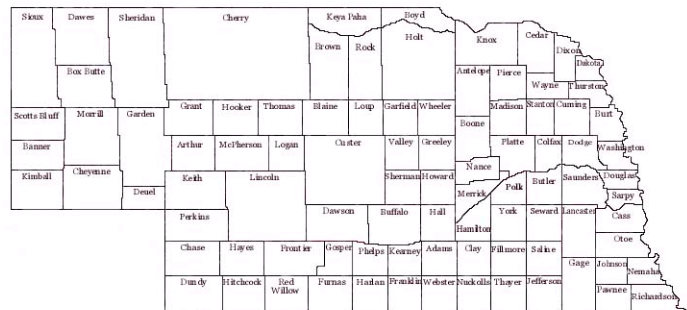 Sioux Dawes Sheridan Cherry Keya Paha Boyd
Brown Rock Holt Knox Cedar
Dixon
Dakota
Box Butte Antelope Pierce
Wayne Thurston
Scotts Bluff Morrill Garden Grant Hooker Thomas Blaine Loup Garfield Wheeler Madison Stanton Cuming
Burt
Boone
Banner Arthur McPherson Logan Custer Valley Greeley Platte Colfax Dodge
Washington
Kimball Cheyenne Keith Lincoln Sherman Howard Nance
Merrick Polk Butler Saunders Douglas
Deuel Sarpy
Perkins Dawson Buffalo Hall Hamilton York Seward Lancaster Cass
Otoe
Chase Hayes Frontier Gosper Phelps Kearney Adams Clay Fillmore Saline
Gage Johnson
Nemaha
Dundy Hitchcock Red
Willow Furnas Harlan Franklin Webster Nuckolls Thayer Jefferson
Pawnee
Richardson